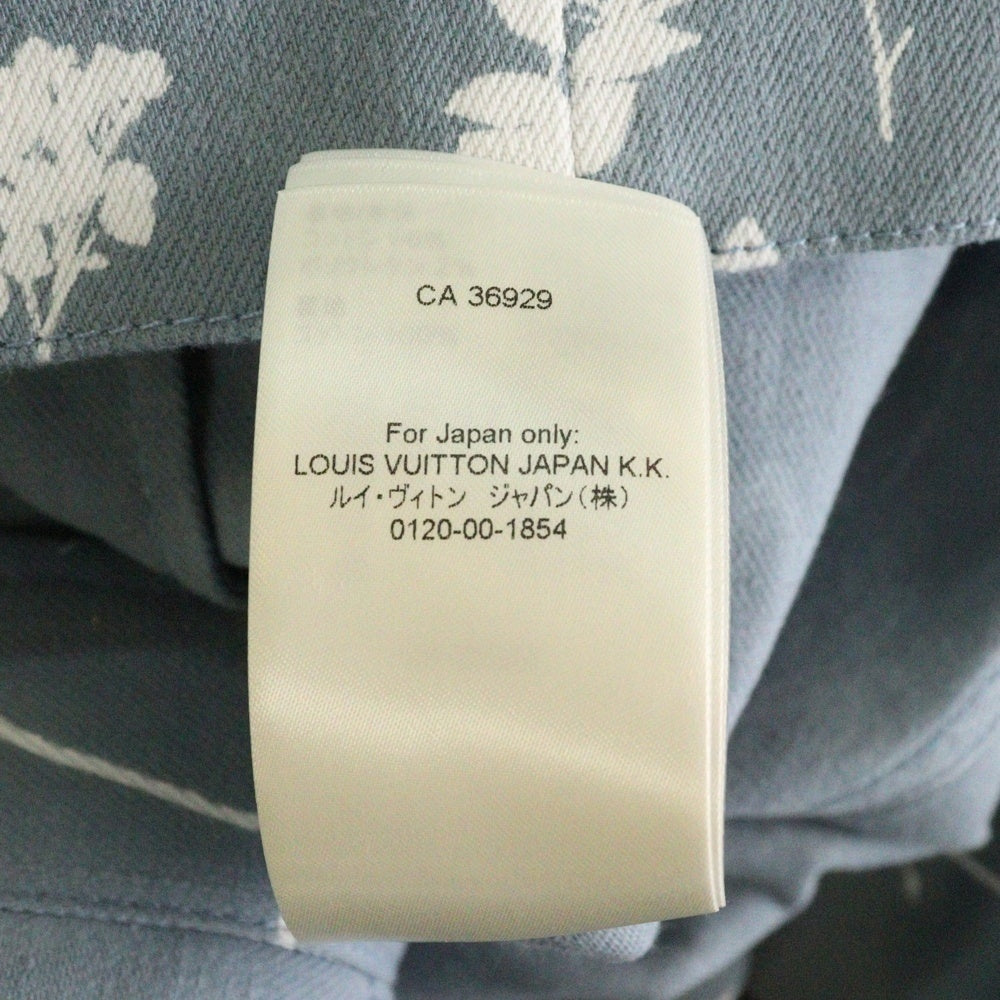 CA 36929
For Japan only:
LOUIS VUITTON JAPAN K.K.
ルイ・ヴィトン　ジャパン(株)
0120-00-1854